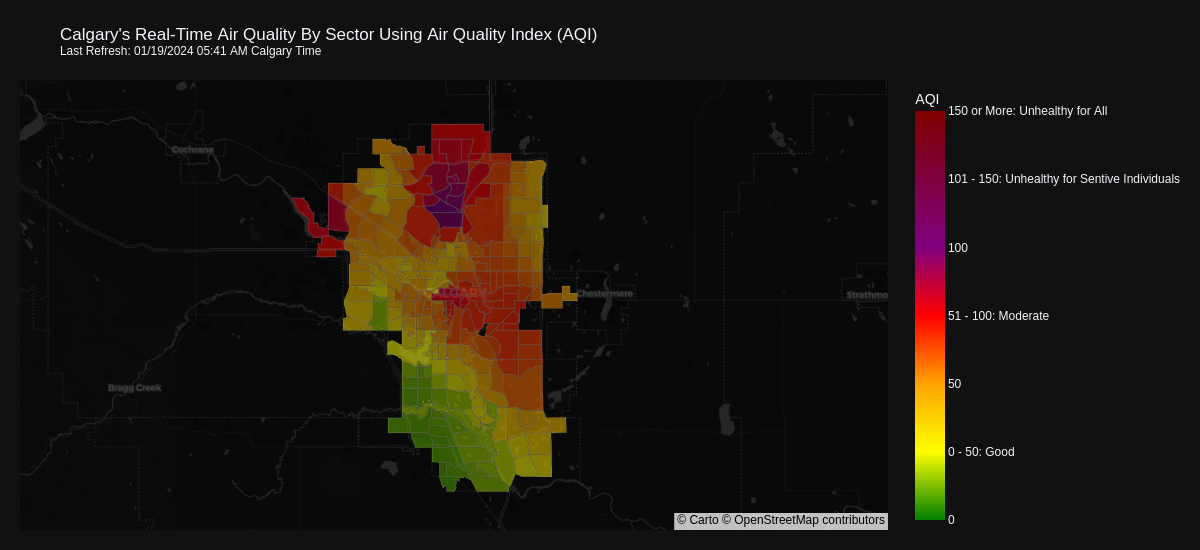 Calgary's Real-Time Air Quality By Sector Using Air Quality Index (AQI)
Last Refresh: 01/19/2024 05:41 AM Calgary Time
AQI
150 or More: Unhealthy for All
101 - 150: Unhealthy for Sentive Individuals
100
51 - 100: Moderate
50
0 - 50: Good
0
Cochrane
CALGARY
Chestermere
Strathmo
Bragg Creek
© Carto © OpenStreetMap contributors